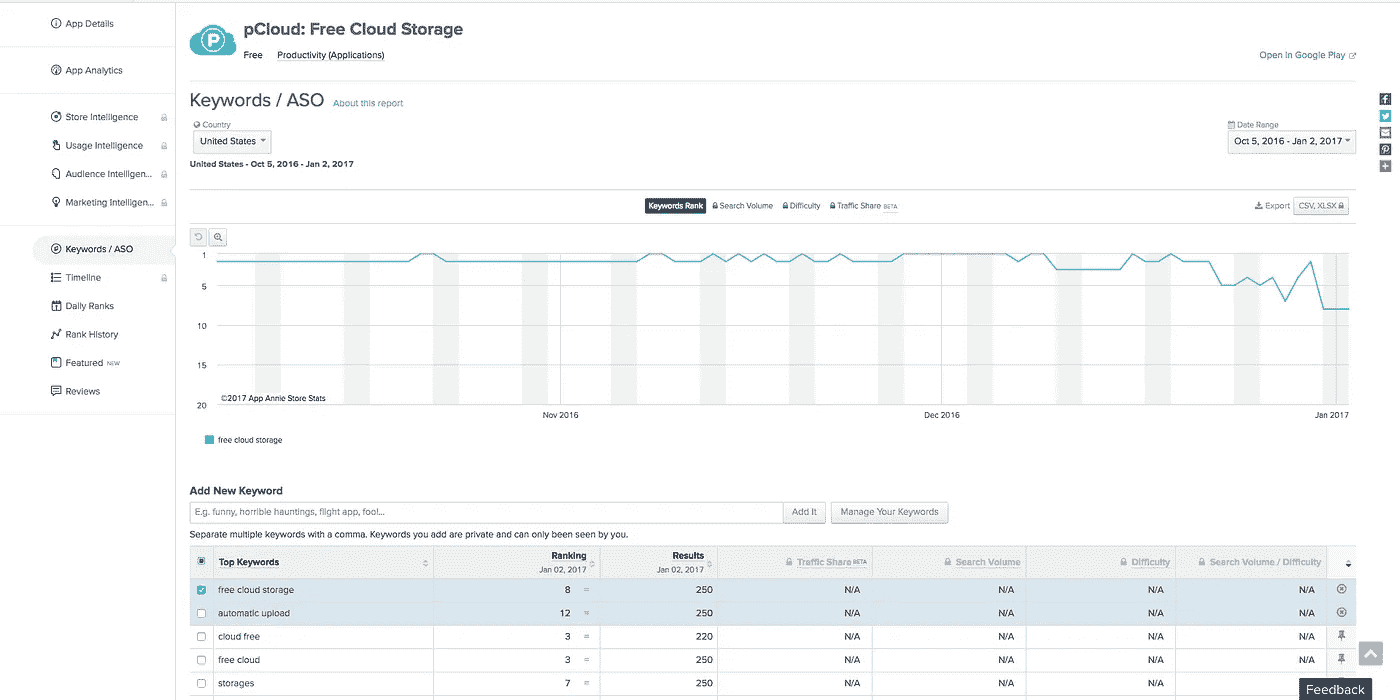 App Details
App Analytics
Store Intelligence
Usage Intelligence
Audience Intelligen...
Marketing Intelligen...
Keywords / ASO
Timeline
Daily Ranks
Rank History
Featured NEW
Reviews
P
pCloud: Free Cloud Storage
Free Productivity (Applications)
Open in Google Play
Keywords / ASO About this report
Country
United States
Date Range
Oct 5, 2016 - Jan 2, 2017
United States - Oct 5, 2016 - Jan 2, 2017
Keywords Rank Search Volume Difficulty Traffic Share BETA
Export CSV, XLSX
1
5
10
15
20
©2017 App Annie Store Stats
Nov 2016 Dec 2016 Jan 2017
free cloud storage
Add New Keyword
E.g. funny, horrible hauntings, flight app, fool... Add It Manage Your Keywords
Separate multiple keywords with a comma. Keywords you add are private and can only been seen by you.
Top Keywords Ranking Jan 02, 2017 Results Jan 02, 2017 Traffic Share BETA Search Volume Difficulty Search Volume / Difficulty
free cloud storage 8 = 250 N/A N/A N/A N/A
automatic upload 12 = 250 N/A N/A N/A N/A
cloud free 3 = 220 N/A N/A N/A N/A
free cloud 3 = 250 N/A N/A N/A N/A
storages 7 = 250 N/A N/A N/A
Feedback